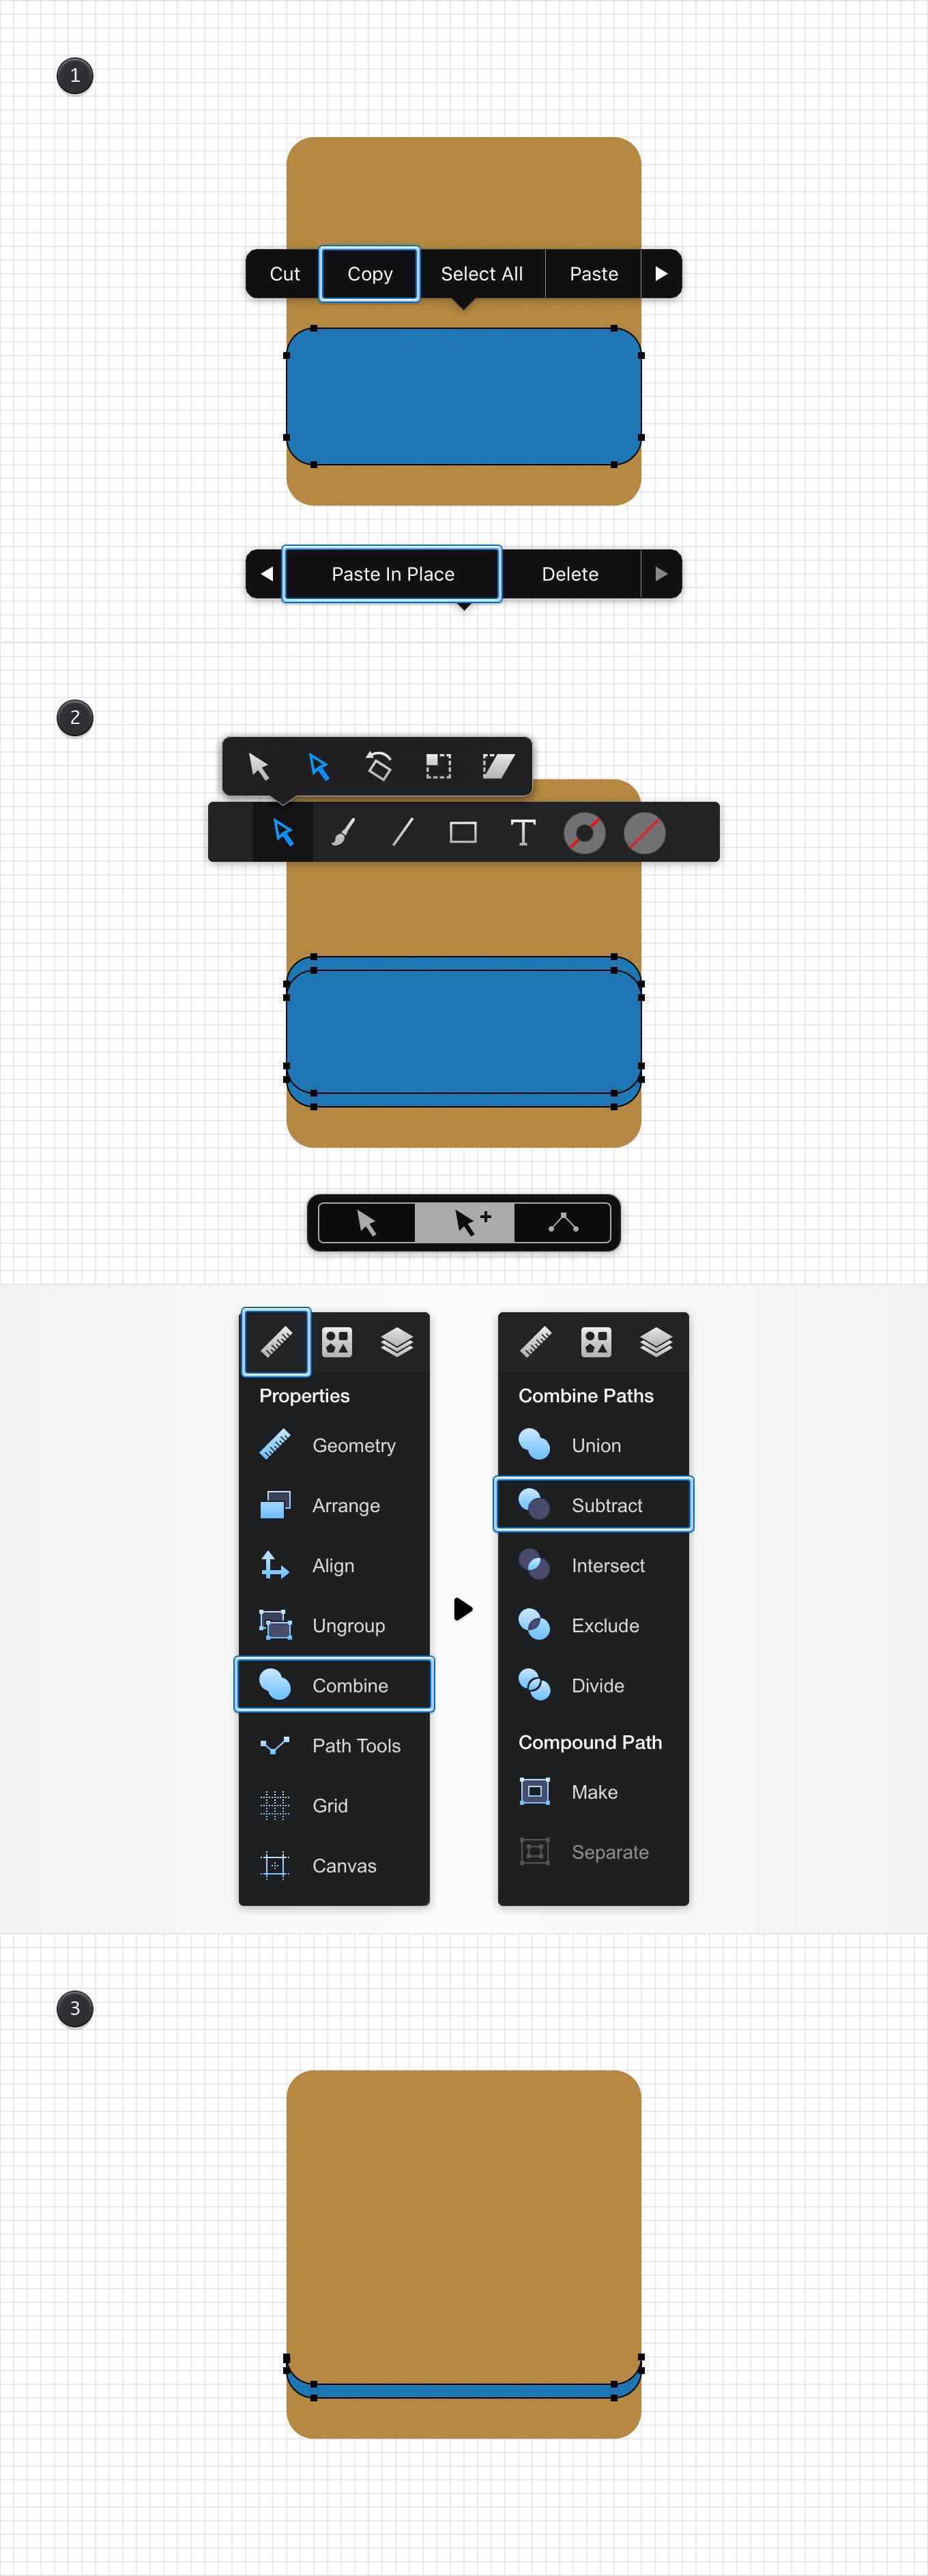 1
Cut Copy Select All Paste
Paste In Place Delete
2
T
Properties
Geometry
Arrange
Align
Ungroup
Combine
Path Tools
Grid
Canvas
Combine Paths
Union
Subtract
Intersect
Exclude
Divide
Compound Path
Make
Separate
3